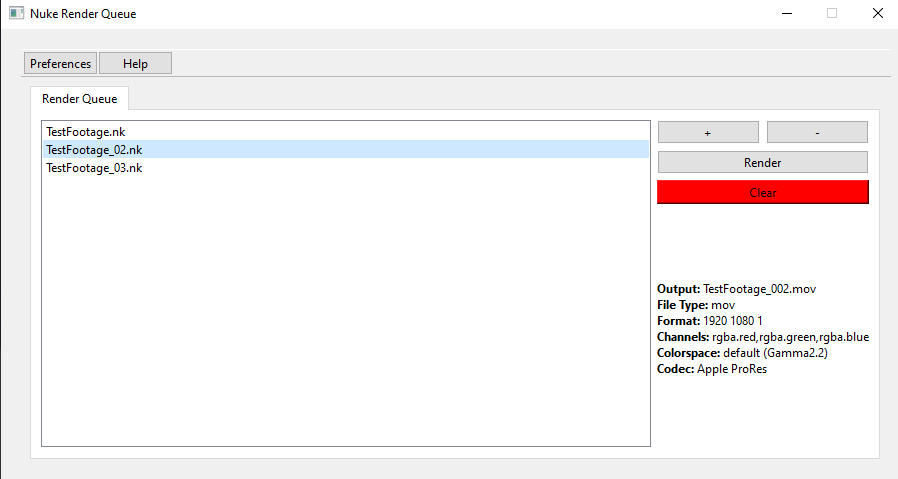 Nuke Render Queue
Preferences Help
Render Queue
TestFootage.nk
TestFootage_02.nk
TestFootage_03.nk
+ -
Render
Clear
Output: TestFootage_002.mov
File Type: mov
Format: 1920 1080 1
Channels: rgba.red,rgba.green,rgba.blue
Colorspace: default (Gamma2.2)
Codec: Apple ProRes